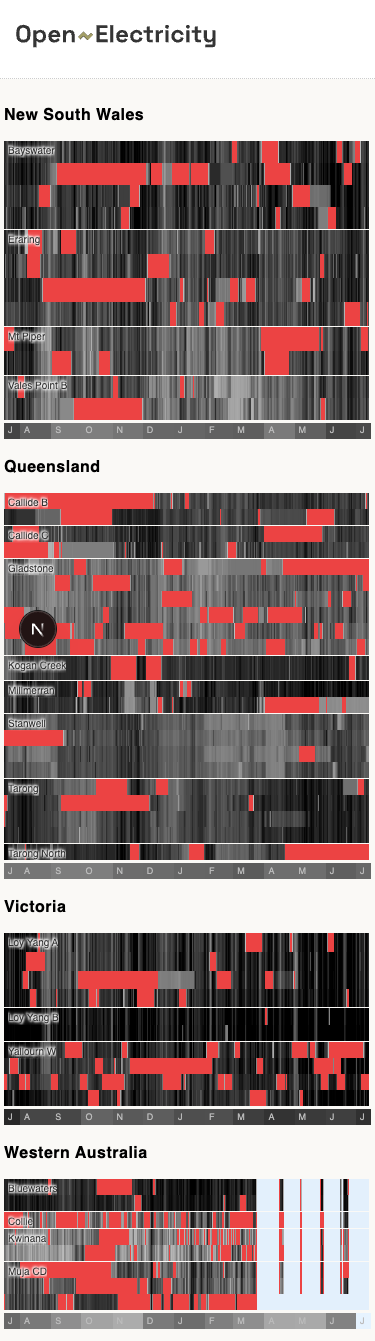 Open Electricity
New South Wales
Bayswater
Eraring
Mt Piper
Vales Point B
J A S O N D J F M A M J J
Queensland
Callide B
Callide C
Gladstone
N
Kogan Creek
Millmerran
Stanwell
Tarong
Tarong North
J A S O N D J F M A M J J
Victoria
Loy Yang A
Loy Yang B
Yallourn W
J A S O N D J F M A M J J
Western Australia
Bluewaters
Collie
Kwinana
Muja CD
J A S O N D J F M A M J J